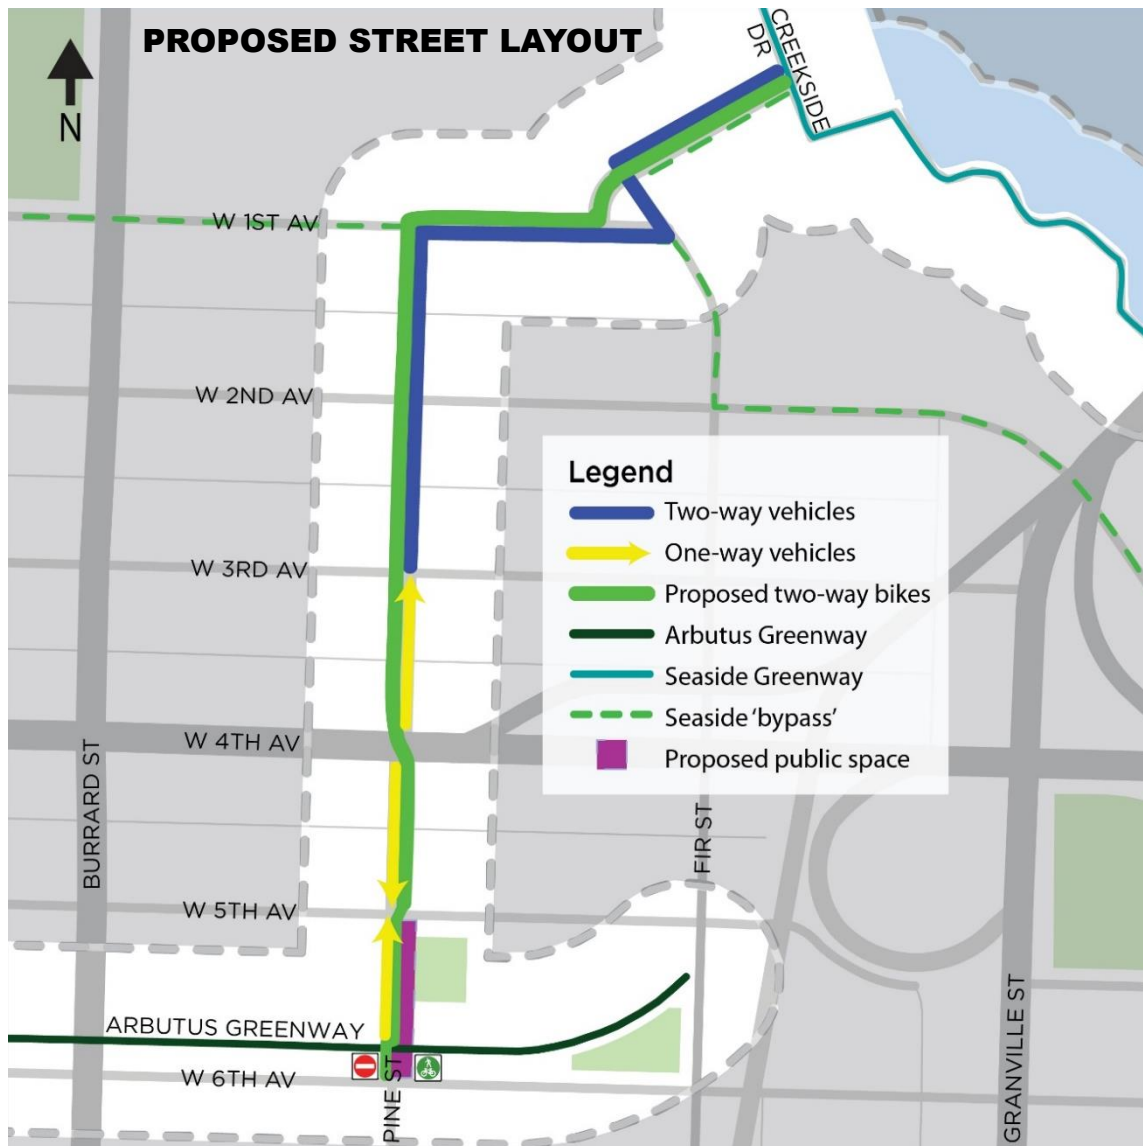 PROPOSED STREET LAYOUT
CREEKSIDE
DR
N
W 1ST AV
W 2ND AV
Legend
Two-way vehicles
One-way vehicles
W 3RD AV
Proposed two-way bikes
Arbutus Greenway
Seaside Greenway
Seaside 'bypass'
W 4TH AV
Proposed public space
BURRARD ST
FIR ST
W 5TH AV
ARBUTUS GREENWAY
W 6TH AV
PINE ST
GRANVILLE ST